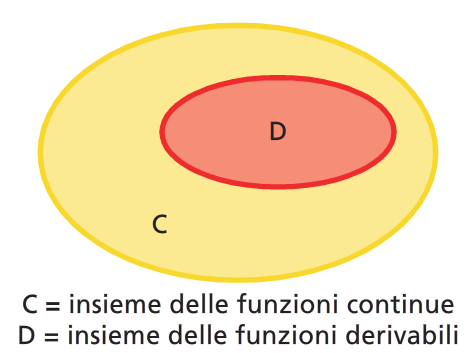 D
C
C = insieme delle funzioni continue
D = insieme delle funzioni derivabili